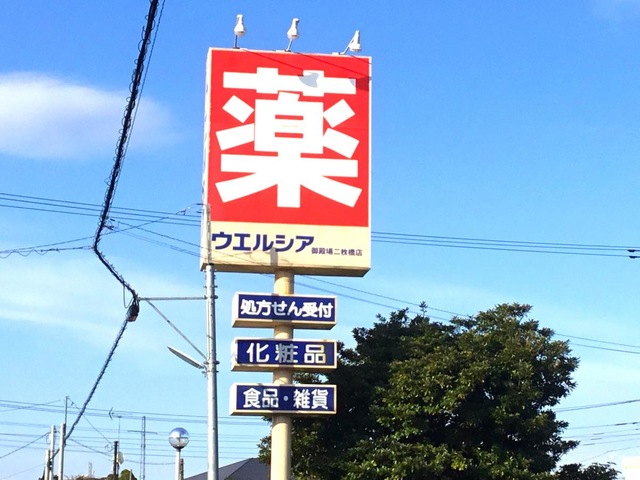 薬
ウエルシア 御殿場二枚橋店
処方せん受付
化粧品
食品・雑貨